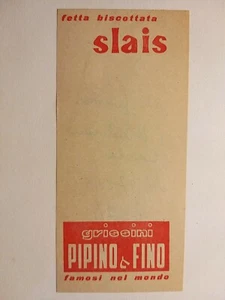 fetta biscottata
slais
grissini
PIPINO & FINO
famosi nel mondo